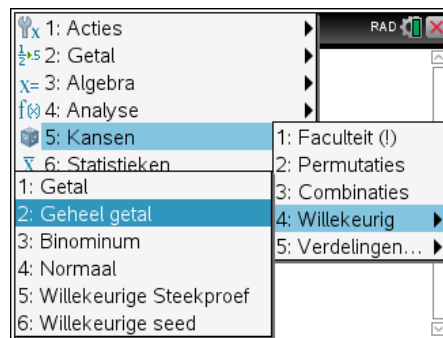 1: Acties
RAD
2: Getal
3: Algebra
4: Analyse
5: Kansen
6: Statistieken
1: Faculteit (!)
2: Permutaties
3: Combinaties
4: Willekeurig
5: Verdelingen...
1: Getal
2: Geheel getal
3: Binominum
4: Normaal
5: Willekeurige Steekproef
6: Willekeurige seed